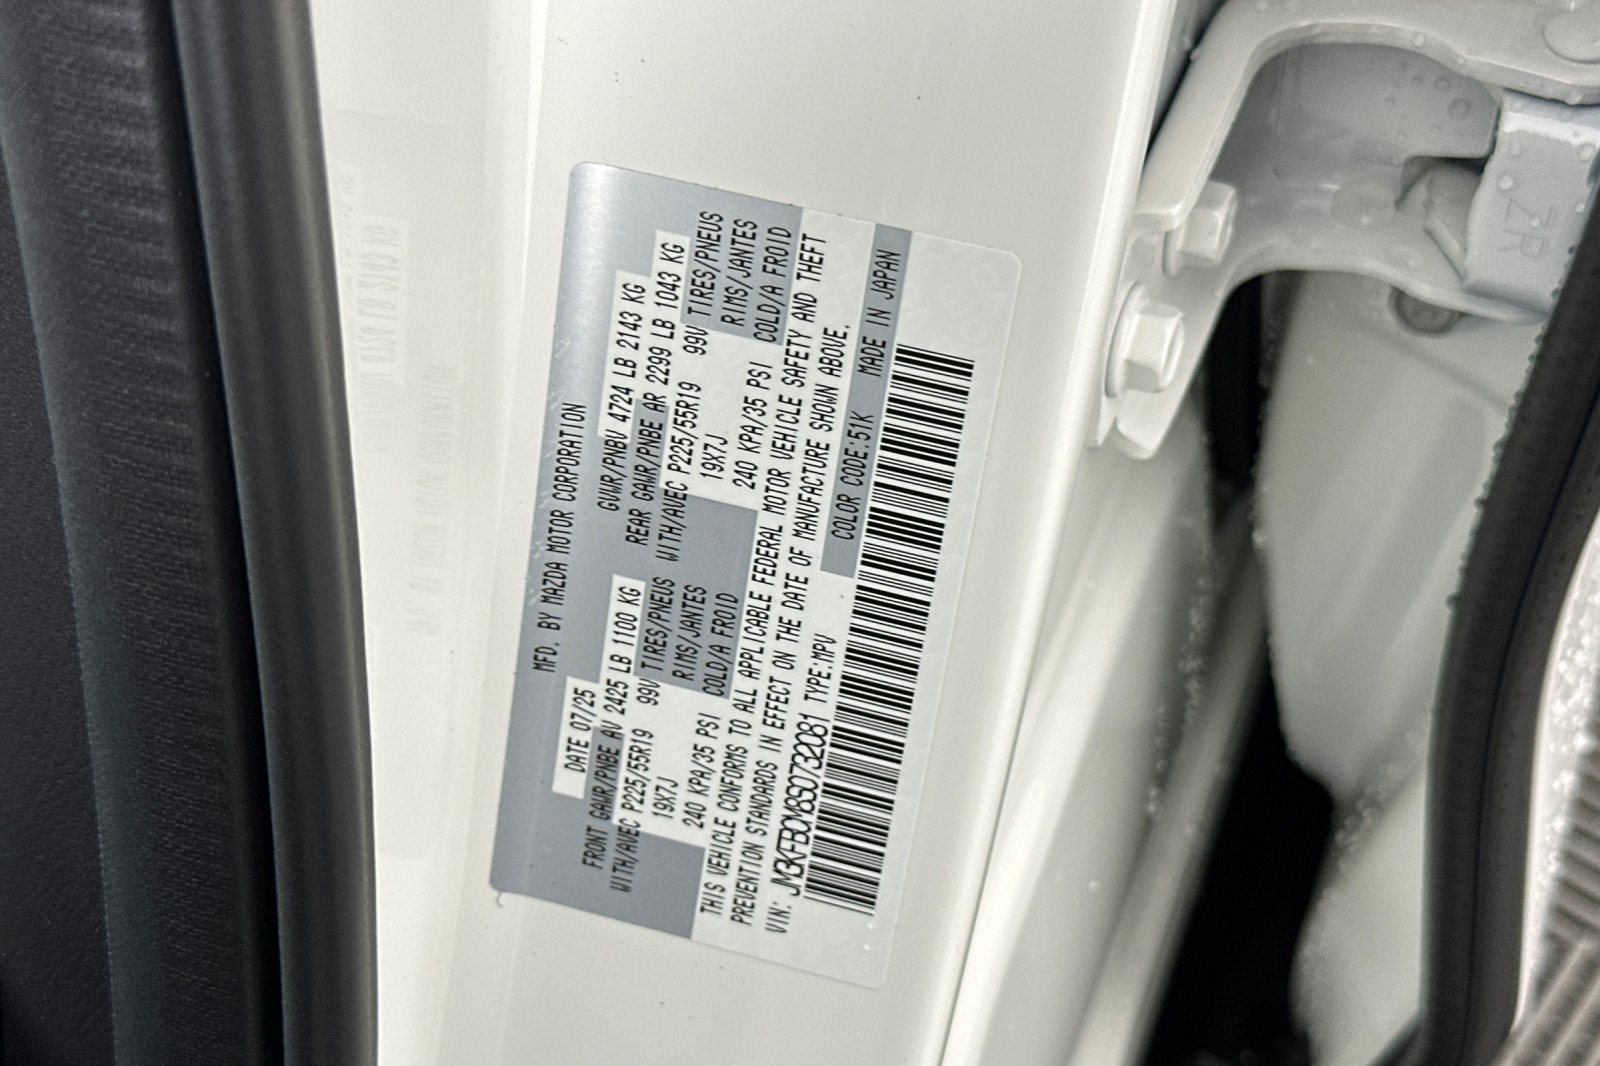 MFD. BY MAZDA MOTOR CORPORATION
DATE 07/25 GVWR/PNBV 4724 LB 2143 KG
FRONT GAWR/PNBE AV 2425 LB 1100 KG REAR GAWR/PNBE AR 2299 LB 1043 KG
WITH/AVEC P225/55R19 99V TIRES/PNEUS WITH/AVEC P225/55R19 99V TIRES/PNEUS
19X7J RIMS/JANTES 19X7J RIMS/JANTES
240 KPA/35 PSI COLD/A FROID 240 KPA/35 PSI COLD/A FROID
THIS VEHICLE CONFORMS TO ALL APPLICABLE FEDERAL MOTOR VEHICLE SAFETY AND THEFT
PREVENTION STANDARDS IN EFFECT ON THE DATE OF MANUFACTURE SHOWN ABOVE.
VIN: JM3KFBDM8S0732081 TYPE:MPV COLOR CODE:51K MADE IN JAPAN
ZR